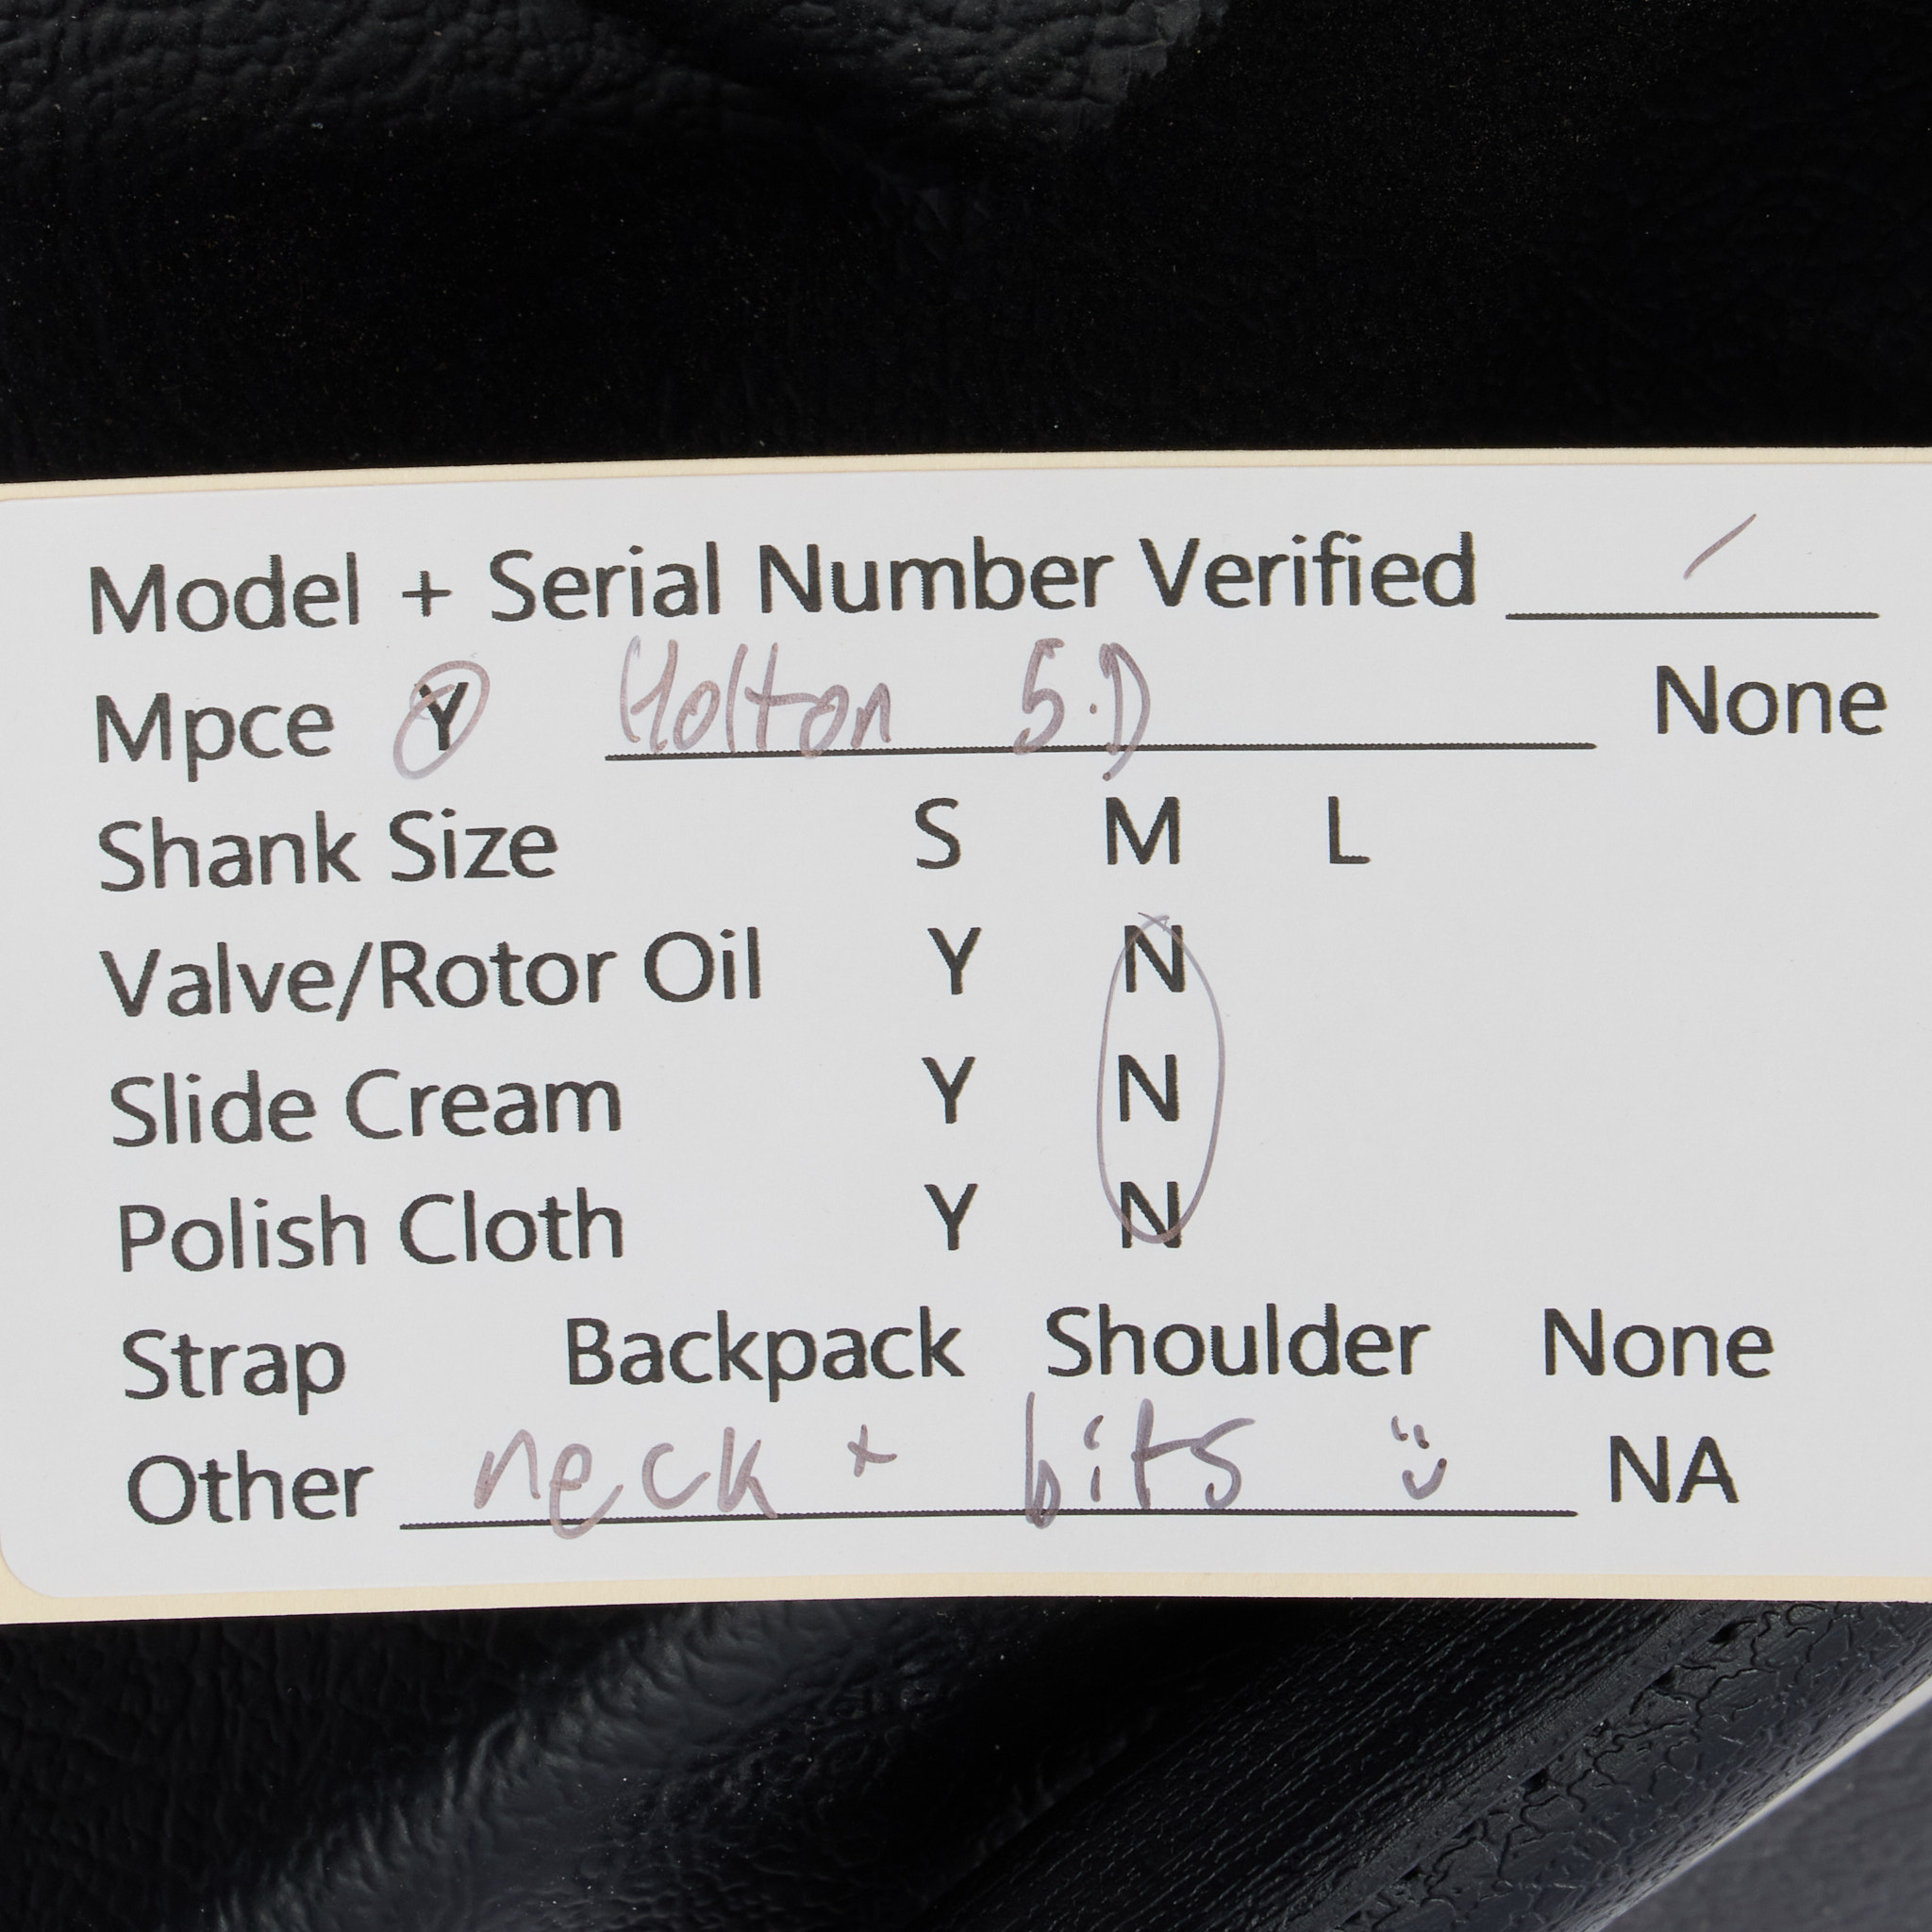 Model + Serial Number Verified /
Mpce Y Holton 5.D None
Shank Size S M L
Valve/Rotor Oil Y N
Slide Cream Y N
Polish Cloth Y N
Strap Backpack Shoulder None
Other neck + bits NA